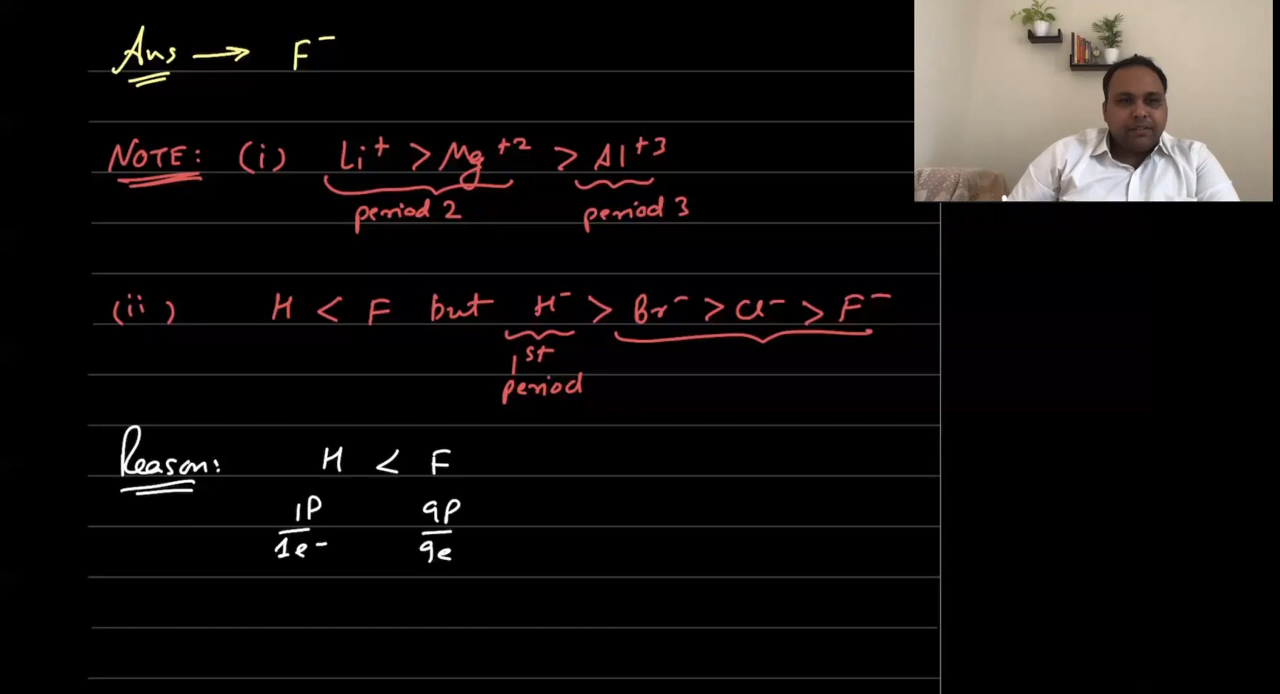 Ans → F⁻
NOTE: (i) Li⁺ > Mg⁺² > Al⁺³
period 2 period 3
(ii) H < F but H⁻ > Br⁻ > Cl⁻ > F⁻
1st
period
Reason: H < F
1P 9P
1e⁻ 9e